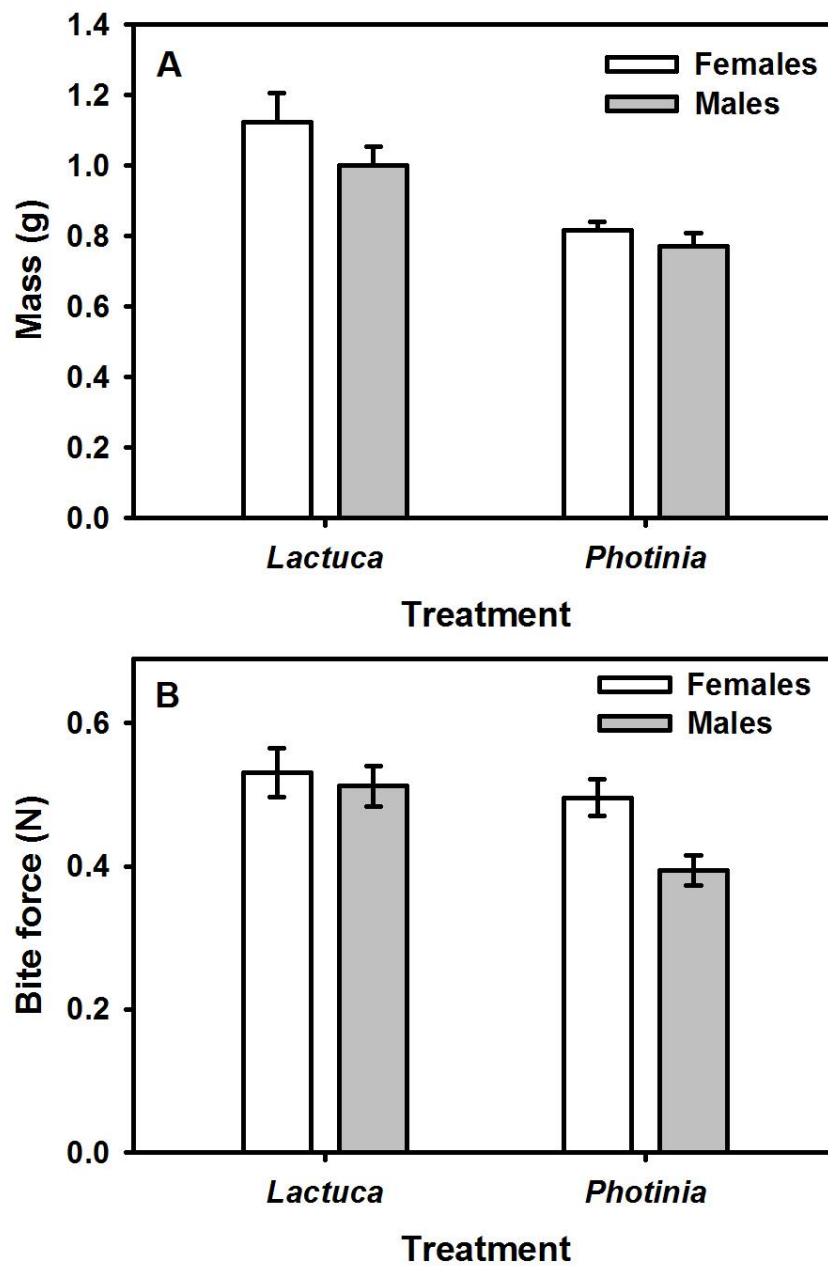 A
Females
Males
1.4
1.2
1.0
0.8
0.6
0.4
0.2
0.0
Mass (g)
Lactuca Photinia
Treatment
B
Females
Males
0.6
0.4
0.2
0.0
Bite force (N)
Lactuca Photinia
Treatment